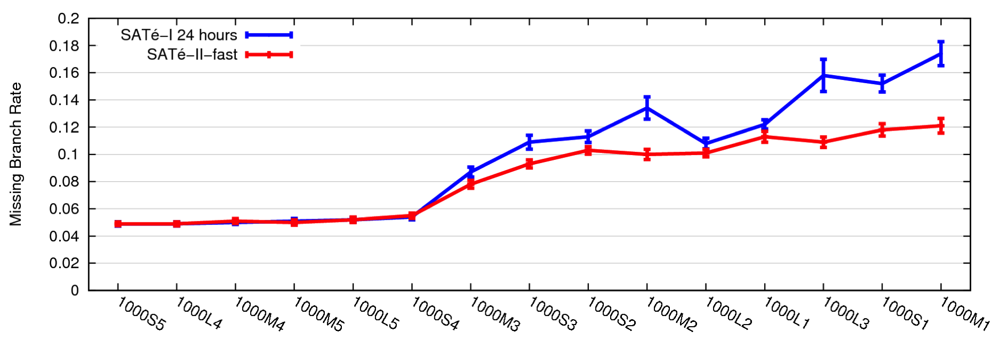 0.2
0.18
0.16
0.14
0.12
0.1
0.08
0.06
0.04
0.02
0
Missing Branch Rate
SATé−I 24 hours
SATé−II−fast
1000S5
1000L4
1000M4
1000M5
1000L5
1000S4
1000M3
1000S3
1000S2
1000M2
1000L2
1000L1
1000L3
1000S1
1000M1